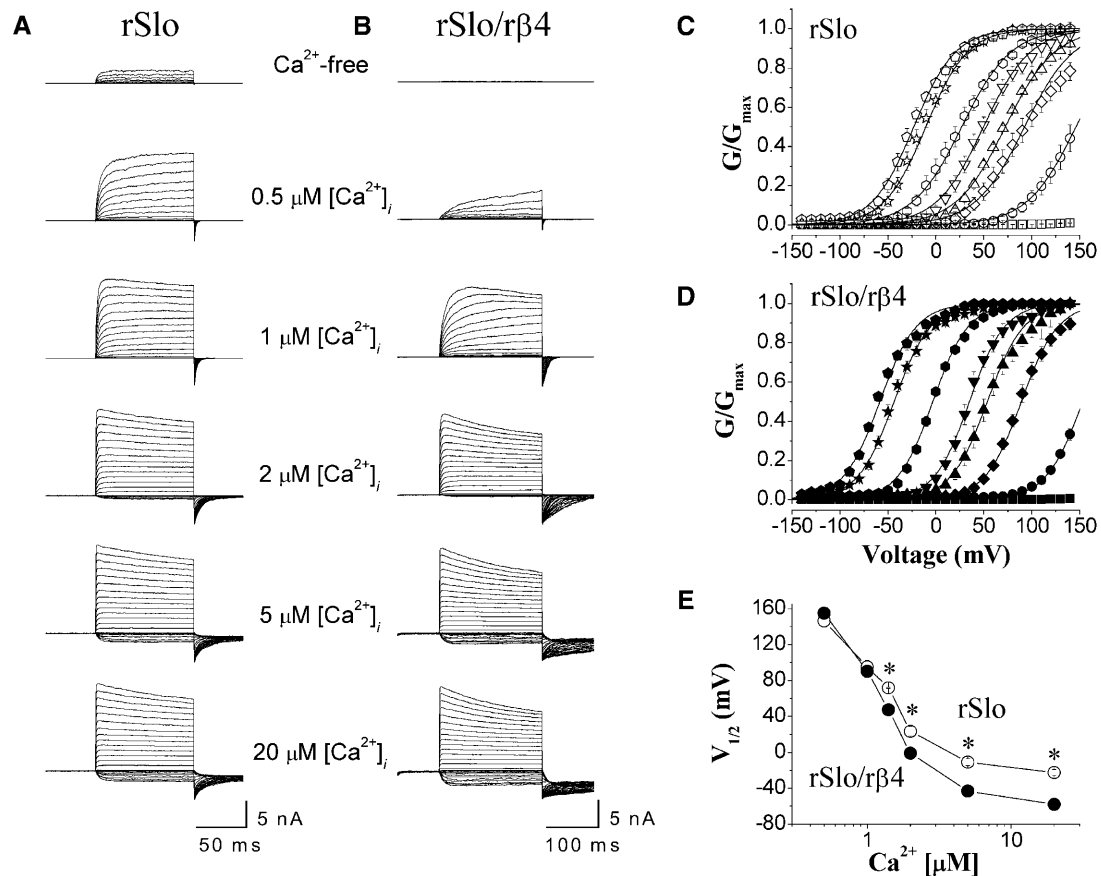 A
rSlo
B
rSlo/rβ4
Ca²⁺-free
0.5 μM [Ca²⁺]ᵢ
1 μM [Ca²⁺]ᵢ
2 μM [Ca²⁺]ᵢ
5 μM [Ca²⁺]ᵢ
20 μM [Ca²⁺]ᵢ
5 nA
50 ms
5 nA
100 ms
C
rSlo
G/Gmax
1.0
0.8
0.6
0.4
0.2
0.0
-150 -100 -50 0 50 100 150
D
rSlo/rβ4
G/Gmax
1.0
0.8
0.6
0.4
0.2
0.0
-150 -100 -50 0 50 100 150
Voltage (mV)
E
V1/2 (mV)
160
120
80
40
0
-40
-80
* * * *
rSlo
rSlo/rβ4
1 10
Ca²⁺ [μM]